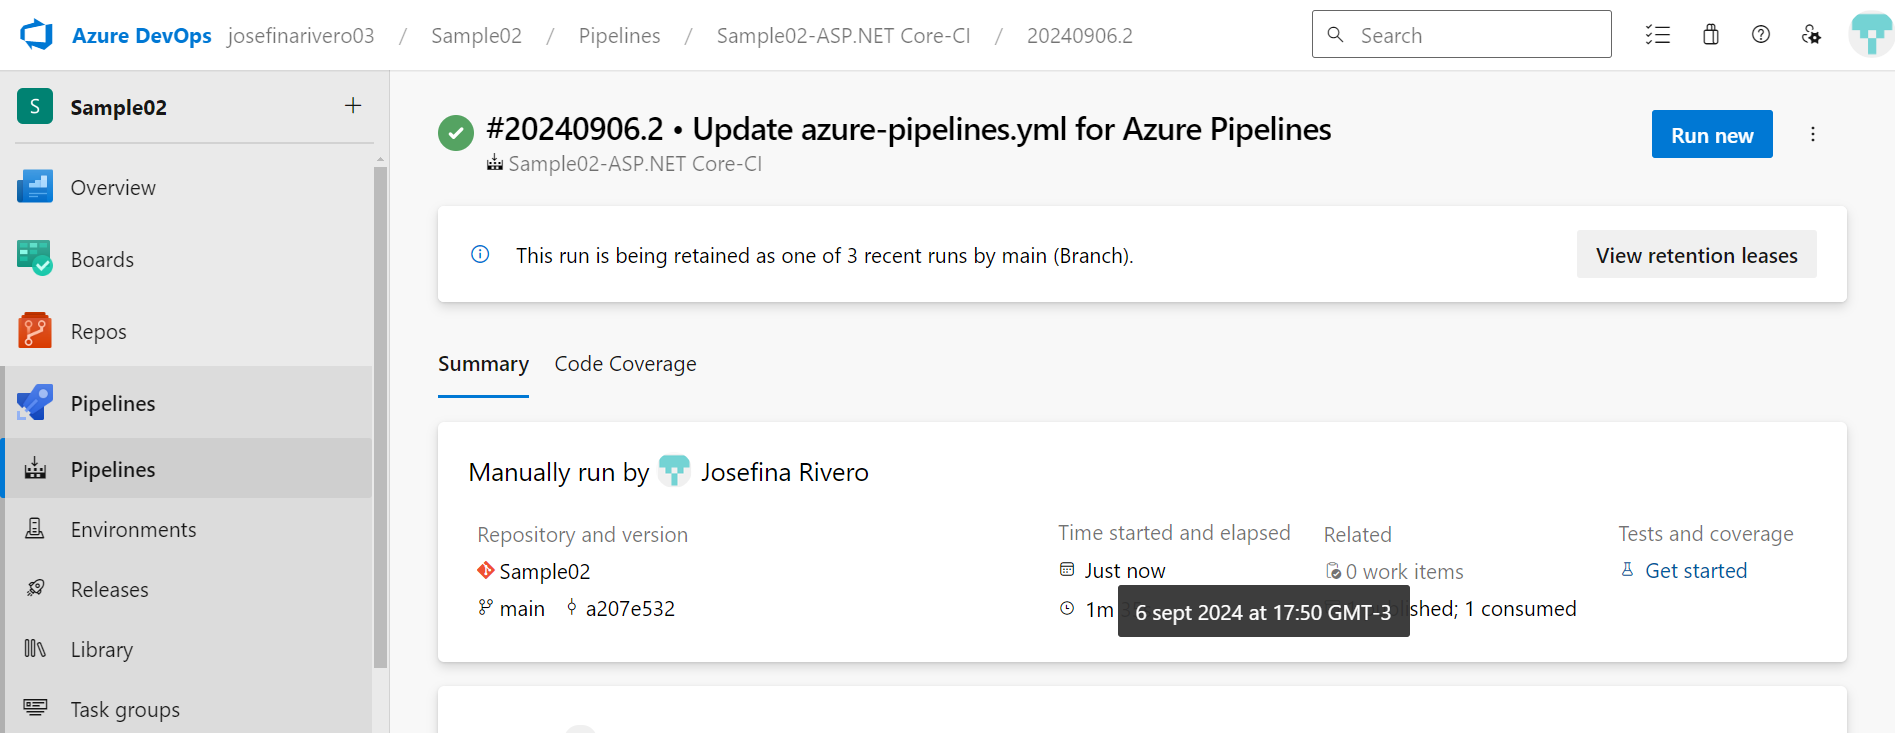 Azure DevOps josefinarivero03 / Sample02 / Pipelines / Sample02-ASP.NET Core-CI / 20240906.2
Search
S Sample02 +
Overview
Boards
Repos
Pipelines
Pipelines
Environments
Releases
Library
Task groups
#20240906.2 • Update azure-pipelines.yml for Azure Pipelines
Sample02-ASP.NET Core-CI
Run new
This run is being retained as one of 3 recent runs by main (Branch).
View retention leases
Summary Code Coverage
Manually run by Josefina Rivero
Repository and version
Sample02
main a207e532
Time started and elapsed
Just now
1m
6 sept 2024 at 17:50 GMT-3
Related
0 work items
; 1 consumed
Tests and coverage
Get started